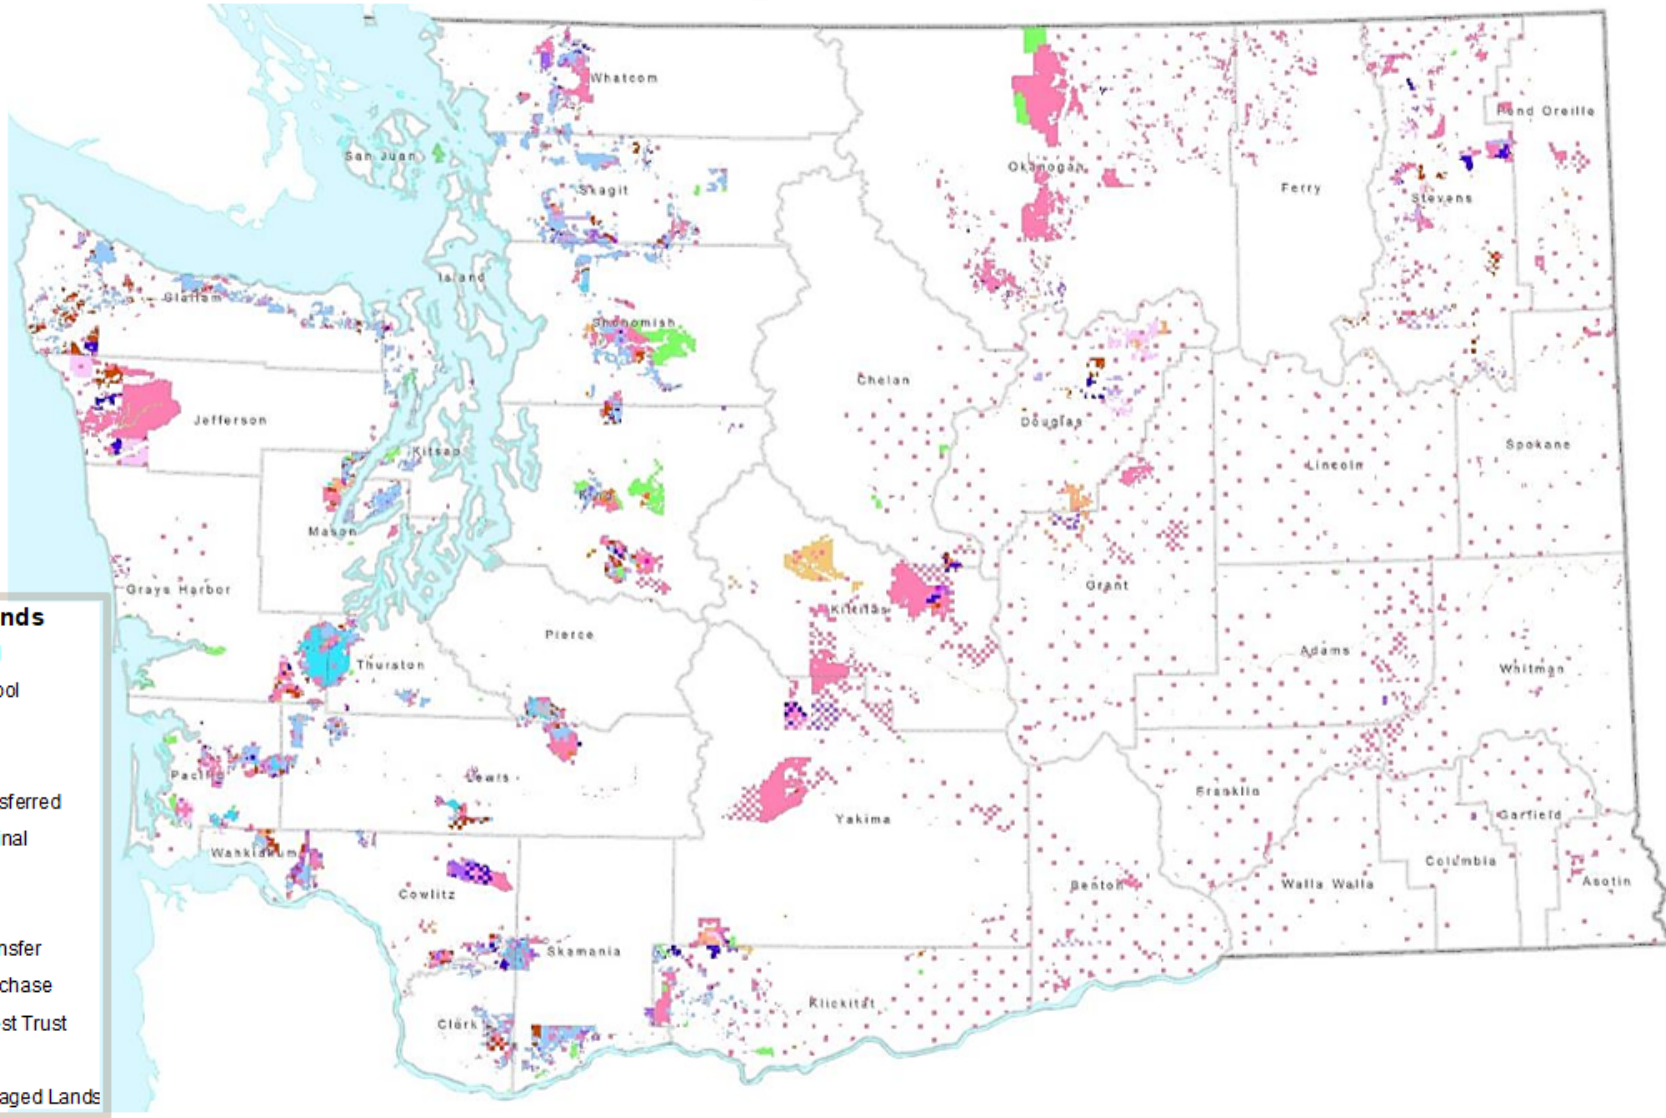 Whatcom
San Juan
Skagit
Okanogan
Ferry
Pend Oreille
Stevens
Island
Clallam
Snohomish
Chelan
Jefferson
Kitsap
Douglas
Lincoln
Spokane
King
Mason
Grays Harbor
Kittitas
Grant
Pierce
Thurston
Adams
Whitman
nds
ool
Pacific
Lewis
sferred
nal
Yakima
Franklin
Garfield
Wahkiakum
Cowlitz
Benton
Walla Walla
Columbia
Asotin
nsfer
Skamania
chase
Klickitat
st Trust
Clark
aged Lands